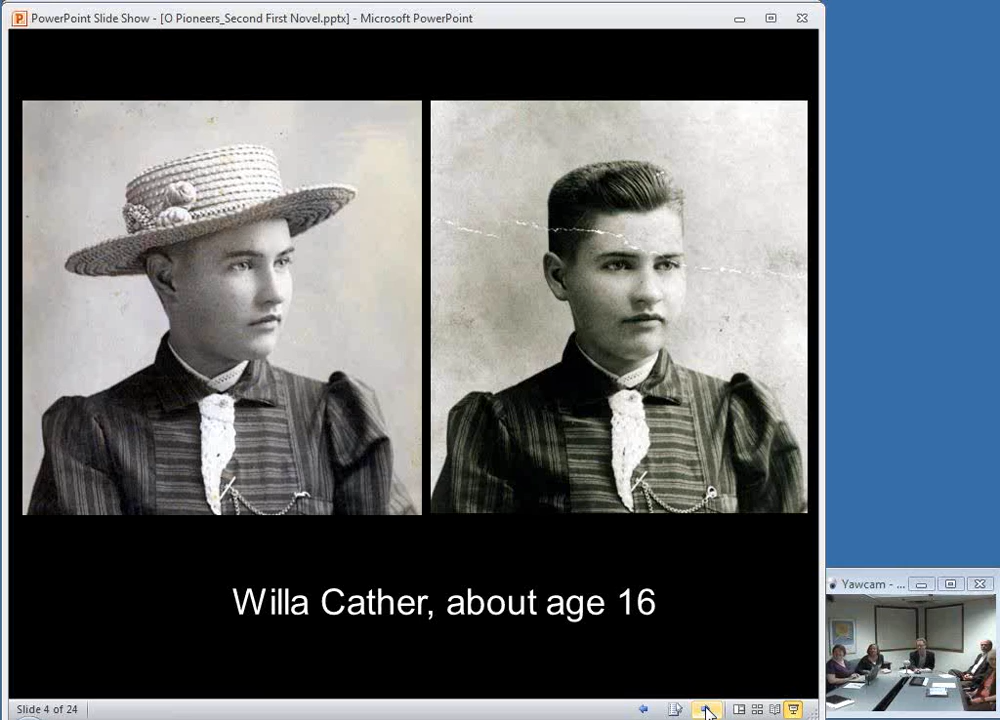 PowerPoint Slide Show - [O Pioneers_Second First Novel.pptx] - Microsoft PowerPoint
Willa Cather, about age 16
Yawcam - ...
Slide 4 of 24